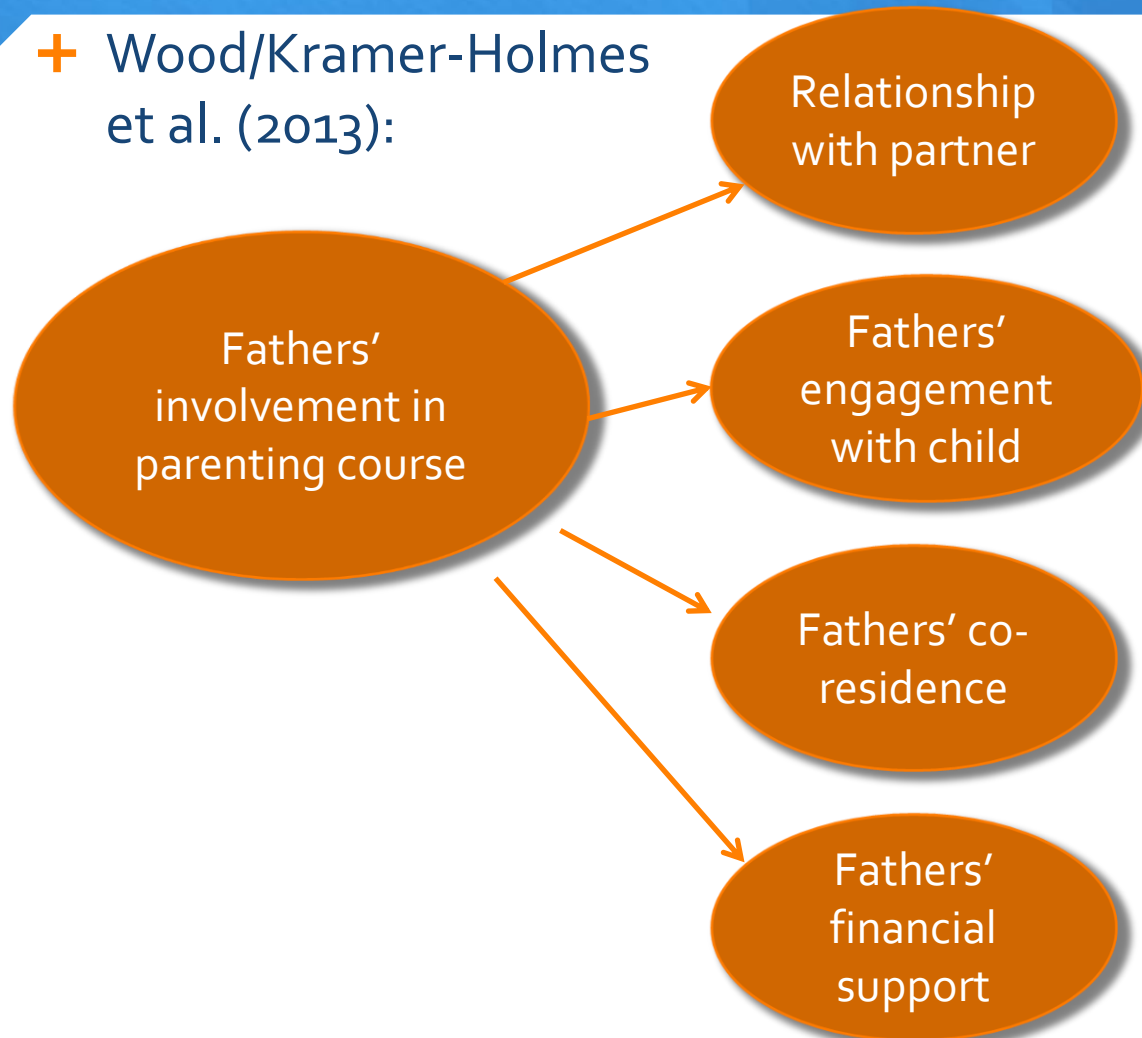 + Wood/Kramer-Holmes
et al. (2013):
Relationship
with partner
Fathers’
involvement in
parenting course
Fathers’
engagement
with child
Fathers’ co-
residence
Fathers’
financial
support